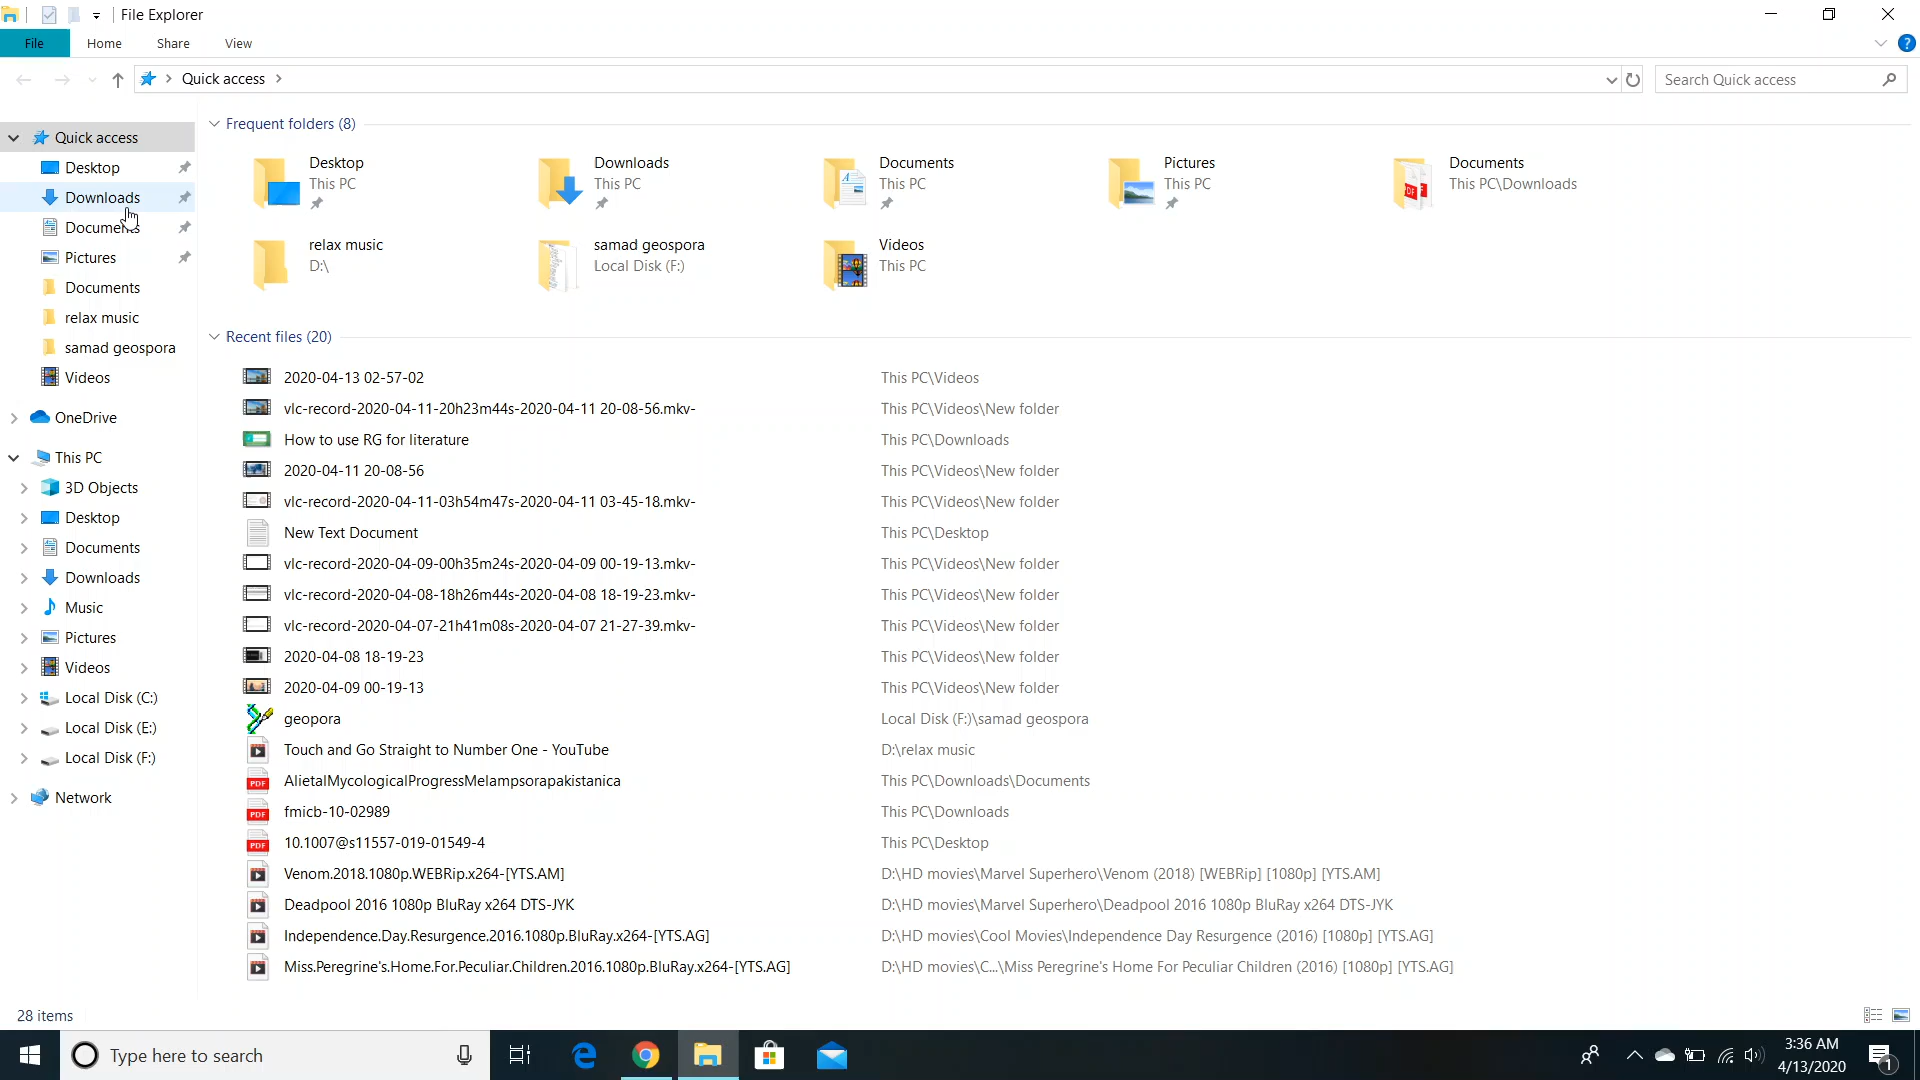 File Explorer
File Home Share View
Quick access
Search Quick access
Quick access
Desktop
Downloads
Documents
Pictures
Documents
relax music
samad geospora
Videos
OneDrive
This PC
3D Objects
Desktop
Documents
Downloads
Music
Pictures
Videos
Local Disk (C:)
Local Disk (E:)
Local Disk (F:)
Network
Frequent folders (8)
Desktop
This PC
Downloads
This PC
Documents
This PC
Pictures
This PC
Documents
This PC\Downloads
relax music
D:\
samad geospora
Local Disk (F:)
Videos
This PC
Recent files (20)
2020-04-13 02-57-02 This PC\Videos
vlc-record-2020-04-11-20h23m44s-2020-04-11 20-08-56.mkv- This PC\Videos\New folder
How to use RG for literature This PC\Downloads
2020-04-11 20-08-56 This PC\Videos\New folder
vlc-record-2020-04-11-03h54m47s-2020-04-11 03-45-18.mkv- This PC\Videos\New folder
New Text Document This PC\Desktop
vlc-record-2020-04-09-00h35m24s-2020-04-09 00-19-13.mkv- This PC\Videos\New folder
vlc-record-2020-04-08-18h26m44s-2020-04-08 18-19-23.mkv- This PC\Videos\New folder
vlc-record-2020-04-07-21h41m08s-2020-04-07 21-27-39.mkv- This PC\Videos\New folder
2020-04-08 18-19-23 This PC\Videos\New folder
2020-04-09 00-19-13 This PC\Videos\New folder
geopora Local Disk (F:)\samad geospora
Touch and Go Straight to Number One - YouTube D:\relax music
AlietalMycologicalProgressMelampsorapakistanica This PC\Downloads\Documents
fmicb-10-02989 This PC\Downloads
10.1007@s11557-019-01549-4 This PC\Desktop
Venom.2018.1080p.WEBRip.x264-[YTS.AM] D:\HD movies\Marvel Superhero\Venom (2018) [WEBRip] [1080p] [YTS.AM]
Deadpool 2016 1080p BluRay x264 DTS-JYK D:\HD movies\Marvel Superhero\Deadpool 2016 1080p BluRay x264 DTS-JYK
Independence.Day.Resurgence.2016.1080p.BluRay.x264-[YTS.AG] D:\HD movies\Cool Movies\Independence Day Resurgence (2016) [1080p] [YTS.AG]
Miss.Peregrine's.Home.For.Peculiar.Children.2016.1080p.BluRay.x264-[YTS.AG] D:\HD movies\C...\Miss Peregrine's Home For Peculiar Children (2016) [1080p] [YTS.AG]
28 items
Type here to search
3:36 AM
4/13/2020
1